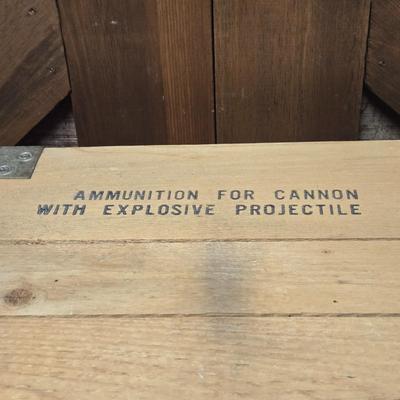 AMMUNITION FOR CANNON
WITH EXPLOSIVE PROJECTILE